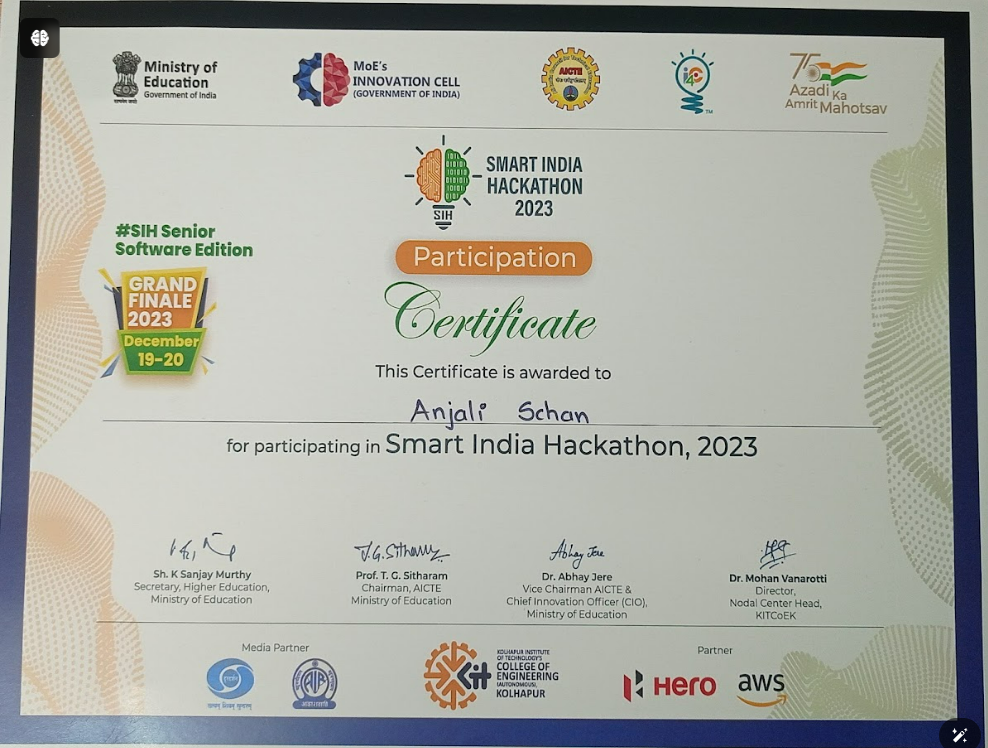 Ministry of
Education
Government of India
MoE's
INNOVATION CELL
(GOVERNMENT OF INDIA)
AICTE
TM
75
Azadi Ka
Amrit Mahotsav
SIH
SMART INDIA
HACKATHON
2023
#SIH Senior
Software Edition
GRAND
FINALE
2023
December
19-20
Participation
Certificate
This Certificate is awarded to
Anjali Schan
for participating in Smart India Hackathon, 2023
T.G. Sitharam
Abhay Jere
Sh. K Sanjay Murthy
Secretary, Higher Education,
Ministry of Education
Prof. T. G. Sitharam
Chairman, AICTE
Ministry of Education
Dr. Abhay Jere
Vice Chairman AICTE &
Chief Innovation Officer (CIO),
Ministry of Education
Dr. Mohan Vanarotti
Director,
Nodal Center Head,
KITCoEK
Media Partner
AIR
KOLHAPUR INSTITUTE
OF TECHNOLOGY'S
COLLEGE OF
ENGINEERING
(AUTONOMOUS),
KOLHAPUR
Partner
Hero
aws